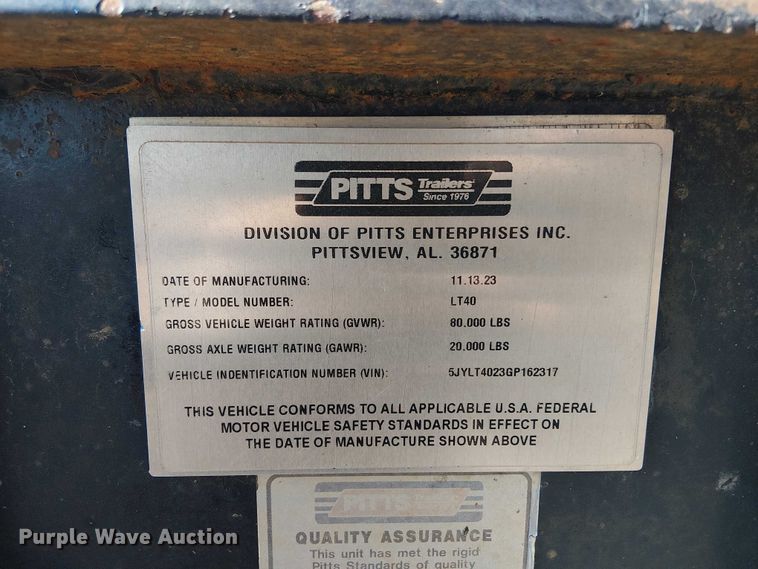 PITTS Trailers
Since 1976
DIVISION OF PITTS ENTERPRISES INC.
PITTSVIEW, AL. 36871
DATE OF MANUFACTURING: 11.13.23
TYPE / MODEL NUMBER: LT40
GROSS VEHICLE WEIGHT RATING (GVWR): 80.000 LBS
GROSS AXLE WEIGHT RATING (GAWR): 20.000 LBS
VEHICLE INDENTIFICATION NUMBER (VIN): 5JYLT4023GP162317
THIS VEHICLE CONFORMS TO ALL APPLICABLE U.S.A. FEDERAL
MOTOR VEHICLE SAFETY STANDARDS IN EFFECT ON
THE DATE OF MANUFACTURE SHOWN ABOVE
PITTS
QUALITY ASSURANCE
This unit has met the rigid
Pitts Standards of quality
Purple Wave Auction